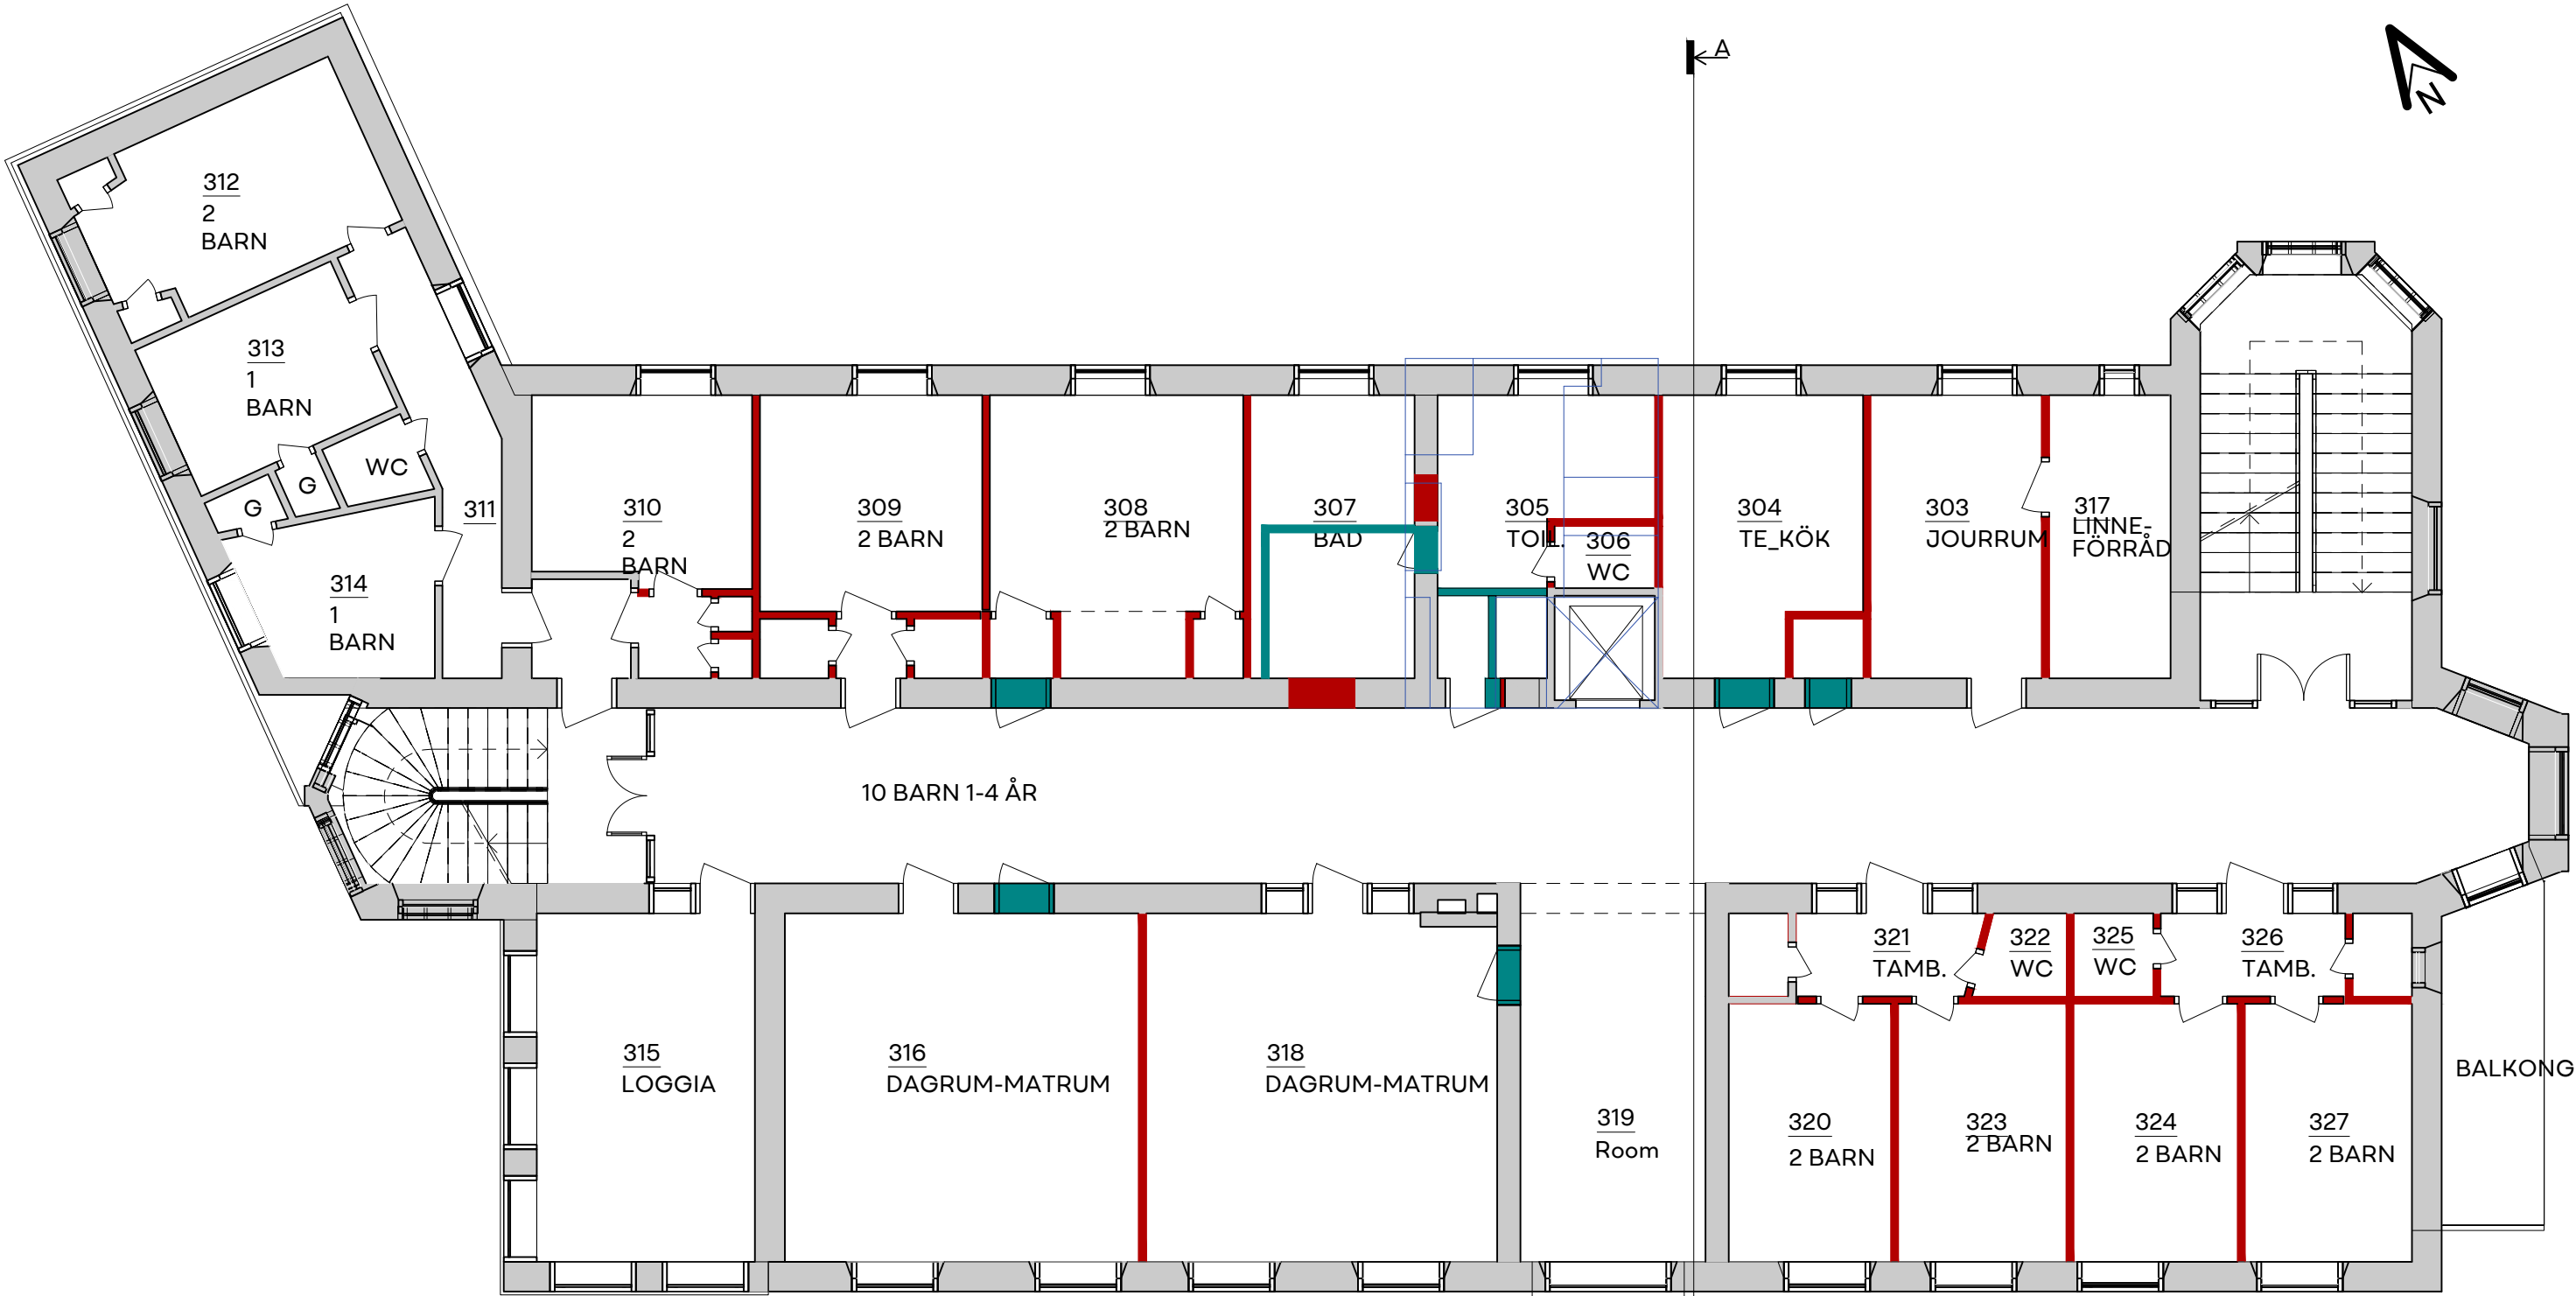 A
N
312
2
BARN
313
1
BARN
WC
G
G
311
314
1
BARN
310
2
BARN
309
2 BARN
308
2 BARN
307
BAD
305
TOIL.
306
WC
304
TE_KÖK
303
JOURRUM
317
LINNE-
FÖRRÅD
10 BARN 1-4 ÅR
315
LOGGIA
316
DAGRUM-MATRUM
318
DAGRUM-MATRUM
319
Room
321
TAMB.
322
WC
325
WC
326
TAMB.
320
2 BARN
323
2 BARN
324
2 BARN
327
2 BARN
BALKONG